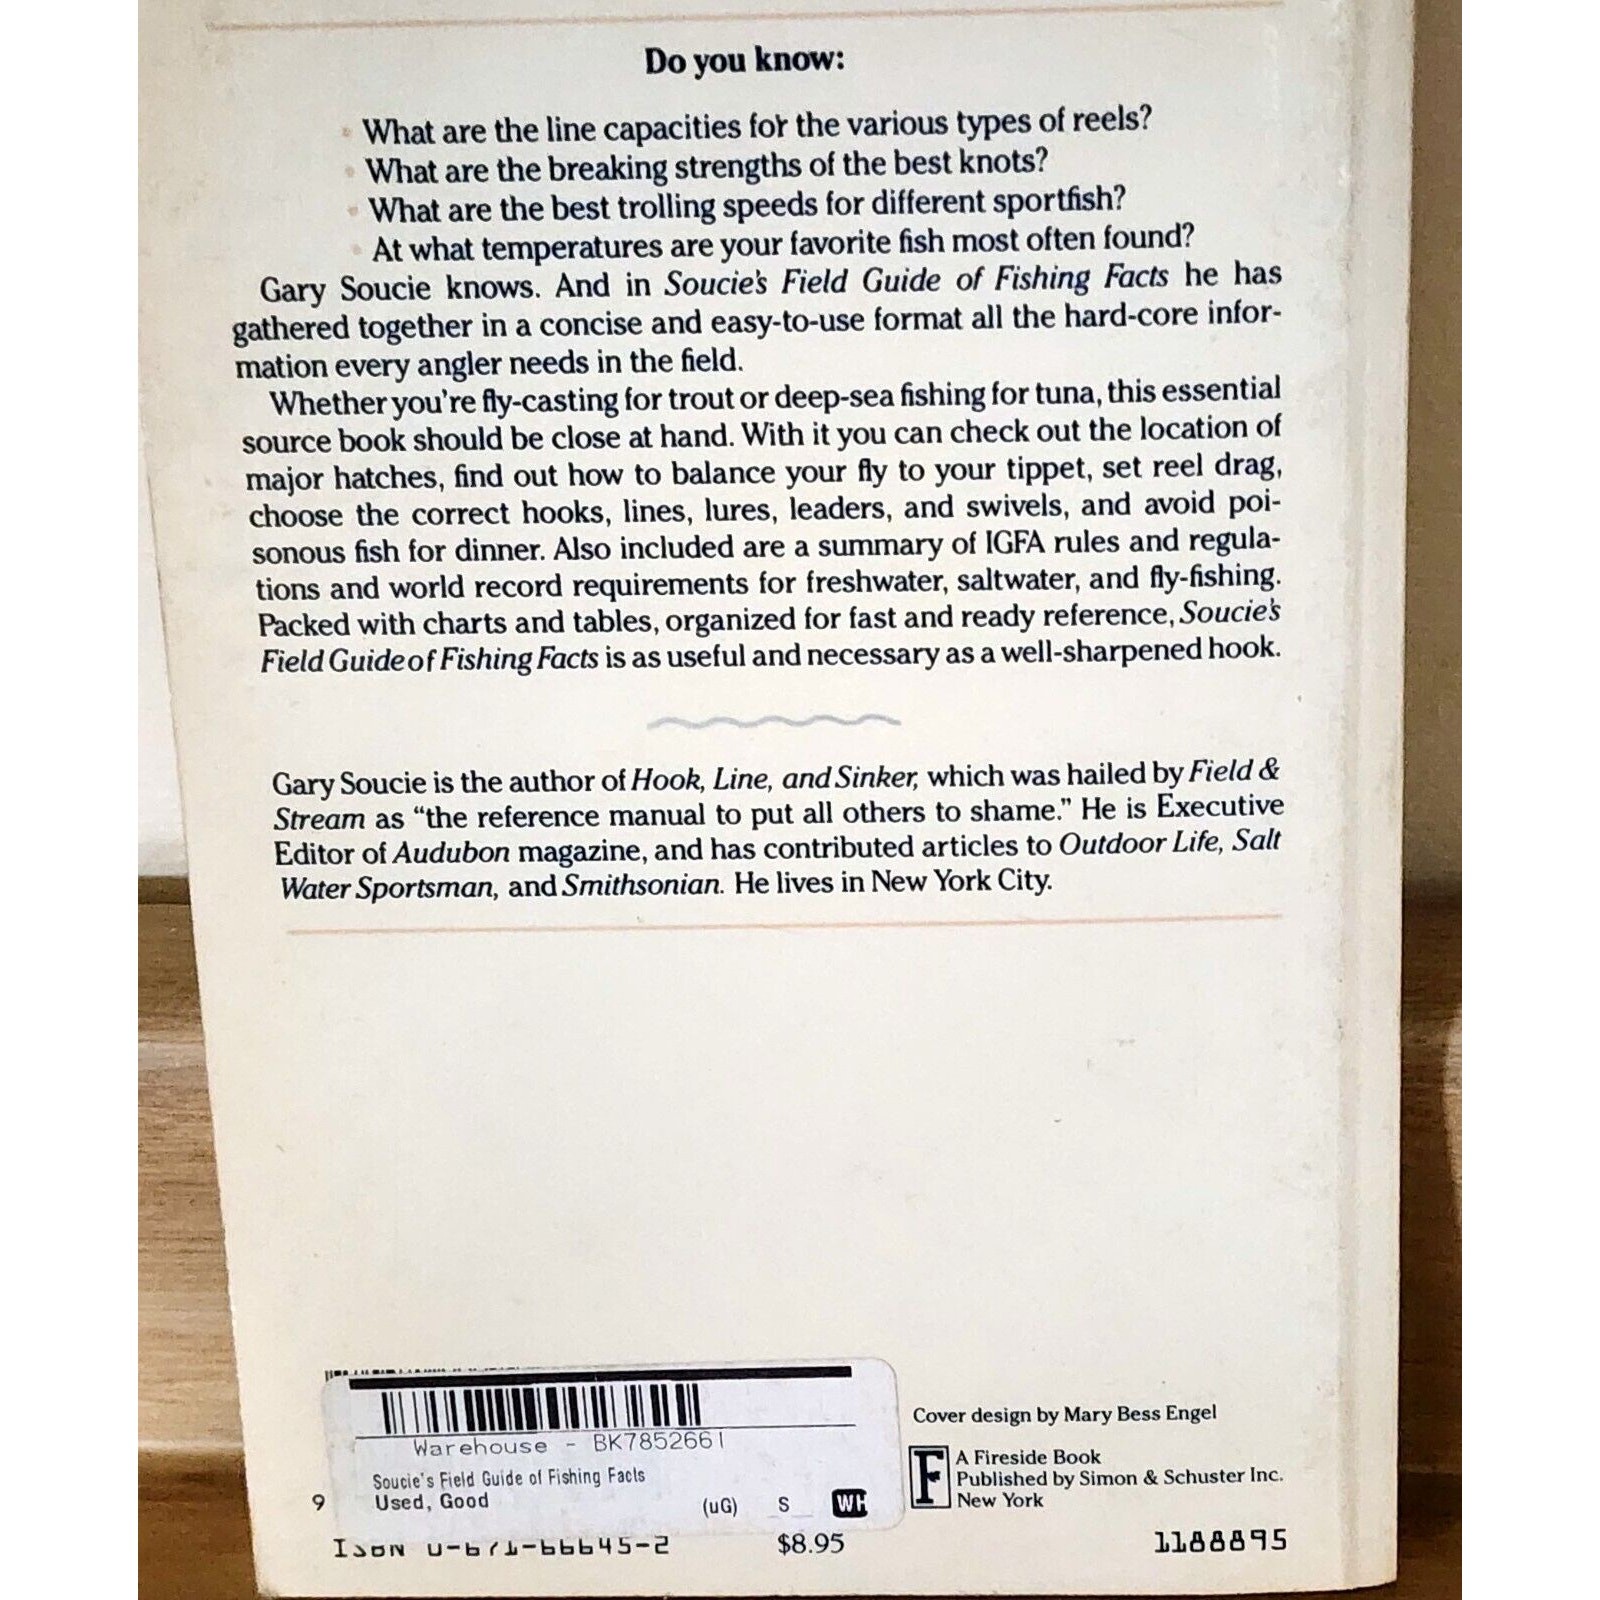 Do you know:
• What are the line capacities for the various types of reels?
• What are the breaking strengths of the best knots?
• What are the best trolling speeds for different sportfish?
• At what temperatures are your favorite fish most often found?
Gary Soucie knows. And in Soucie's Field Guide of Fishing Facts he has
gathered together in a concise and easy-to-use format all the hard-core infor-
mation every angler needs in the field.
Whether you're fly-casting for trout or deep-sea fishing for tuna, this essential
source book should be close at hand. With it you can check out the location of
major hatches, find out how to balance your fly to your tippet, set reel drag,
choose the correct hooks, lines, lures, leaders, and swivels, and avoid poi-
sonous fish for dinner. Also included are a summary of IGFA rules and regula-
tions and world record requirements for freshwater, saltwater, and fly-fishing.
Packed with charts and tables, organized for fast and ready reference, Soucie's
Field Guide of Fishing Facts is as useful and necessary as a well-sharpened hook.
Gary Soucie is the author of Hook, Line, and Sinker, which was hailed by Field &
Stream as "the reference manual to put all others to shame." He is Executive
Editor of Audubon magazine, and has contributed articles to Outdoor Life, Salt
Water Sportsman, and Smithsonian. He lives in New York City.
Warehouse - BK7852661
Soucie's Field Guide of Fishing Facts
Used, Good (uG) S WH
9
ISBN 0-671-66645-2 $8.95
Cover design by Mary Bess Engel
F
A Fireside Book
Published by Simon & Schuster Inc.
New York
1188895